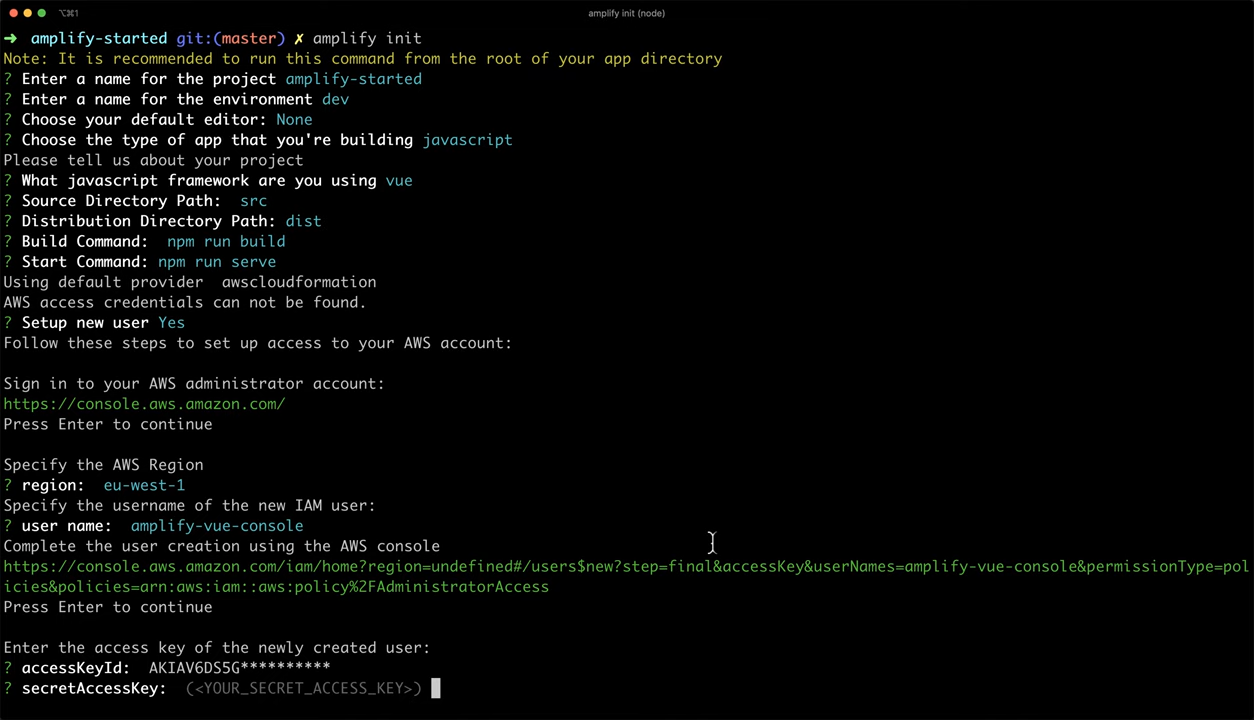 ⌥⌘1
amplify init (node)
➜ amplify-started git:(master) ✗ amplify init
Note: It is recommended to run this command from the root of your app directory
? Enter a name for the project amplify-started
? Enter a name for the environment dev
? Choose your default editor: None
? Choose the type of app that you're building javascript
Please tell us about your project
? What javascript framework are you using vue
? Source Directory Path:  src
? Distribution Directory Path: dist
? Build Command:  npm run build
? Start Command: npm run serve
Using default provider  awscloudformation
AWS access credentials can not be found.
? Setup new user Yes
Follow these steps to set up access to your AWS account:
Sign in to your AWS administrator account:
https://console.aws.amazon.com/
Press Enter to continue
Specify the AWS Region
? region:  eu-west-1
Specify the username of the new IAM user:
? user name:  amplify-vue-console
Complete the user creation using the AWS console
https://console.aws.amazon.com/iam/home?region=undefined#/users$new?step=final&accessKey&userNames=amplify-vue-console&permissionType=pol
icies&policies=arn:aws:iam::aws:policy%2FAdministratorAccess
Press Enter to continue
Enter the access key of the newly created user:
? accessKeyId:  AKIAV6DS5G**********
? secretAccessKey:  (<YOUR_SECRET_ACCESS_KEY>)